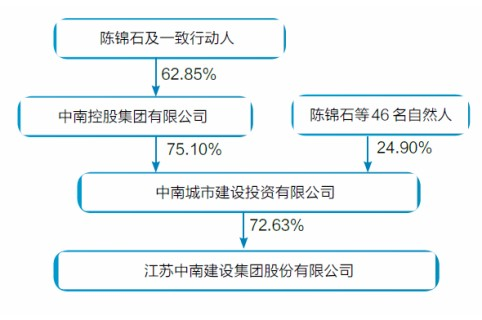 陈锦石及一致行动人
62.85%
中南控股集团有限公司
陈锦石等46名自然人
75.10%
24.90%
中南城市建设投资有限公司
72.63%
江苏中南建设集团股份有限公司